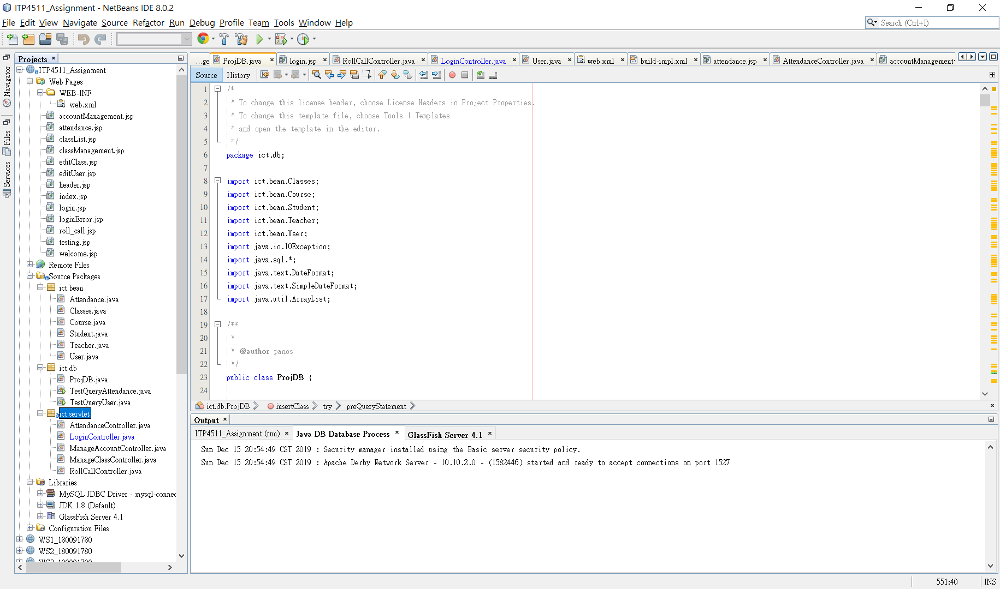 ITP4511_Assignment - NetBeans IDE 8.0.2
File Edit View Navigate Source Refactor Run Debug Profile Team Tools Window Help
Search (Ctrl+I)
Navigator
Files
Services
Projects
ITP4511_Assignment
Web Pages
WEB-INF
web.xml
accountManagement.jsp
attendance.jsp
classList.jsp
classManagement.jsp
editClass.jsp
editUser.jsp
header.jsp
index.jsp
login.jsp
loginError.jsp
roll_call.jsp
testing.jsp
welcome.jsp
Remote Files
Source Packages
ict.bean
Attendance.java
Classes.java
Course.java
Student.java
Teacher.java
User.java
ict.db
ProjDB.java
TestQueryAttendance.java
TestQueryUser.java
ict.servlet
AttendanceController.java
LoginController.java
ManageAccountController.java
ManageClassController.java
RollCallController.java
Libraries
MySQL JDBC Driver - mysql-connec
JDK 1.8 (Default)
GlassFish Server 4.1
Configuration Files
WS1_180091780
WS2_180091780
...ge ProjDB.java login.jsp RollCallController.java LoginController.java User.java web.xml build-impl.xml attendance.jsp AttendanceController.java accountManagement
Source History
1 /*
2 * To change this license header, choose License Headers in Project Properties.
3 * To change this template file, choose Tools | Templates
4 * and open the template in the editor.
5 */
6 package ict.db;
7
8 import ict.bean.Classes;
9 import ict.bean.Course;
10 import ict.bean.Student;
11 import ict.bean.Teacher;
12 import ict.bean.User;
13 import java.io.IOException;
14 import java.sql.*;
15 import java.text.DateFormat;
16 import java.text.SimpleDateFormat;
17 import java.util.ArrayList;
18
19 /**
20 *
21 * @author panos
22 */
23 public class ProjDB {
24
ict.db.ProjDB insertClass try preQueryStatement
Output
ITP4511_Assignment (run) Java DB Database Process GlassFish Server 4.1
Sun Dec 15 20:54:49 CST 2019 : Security manager installed using the Basic server security policy.
Sun Dec 15 20:54:49 CST 2019 : Apache Derby Network Server - 10.10.2.0 - (1582446) started and ready to accept connections on port 1527
551:40 INS